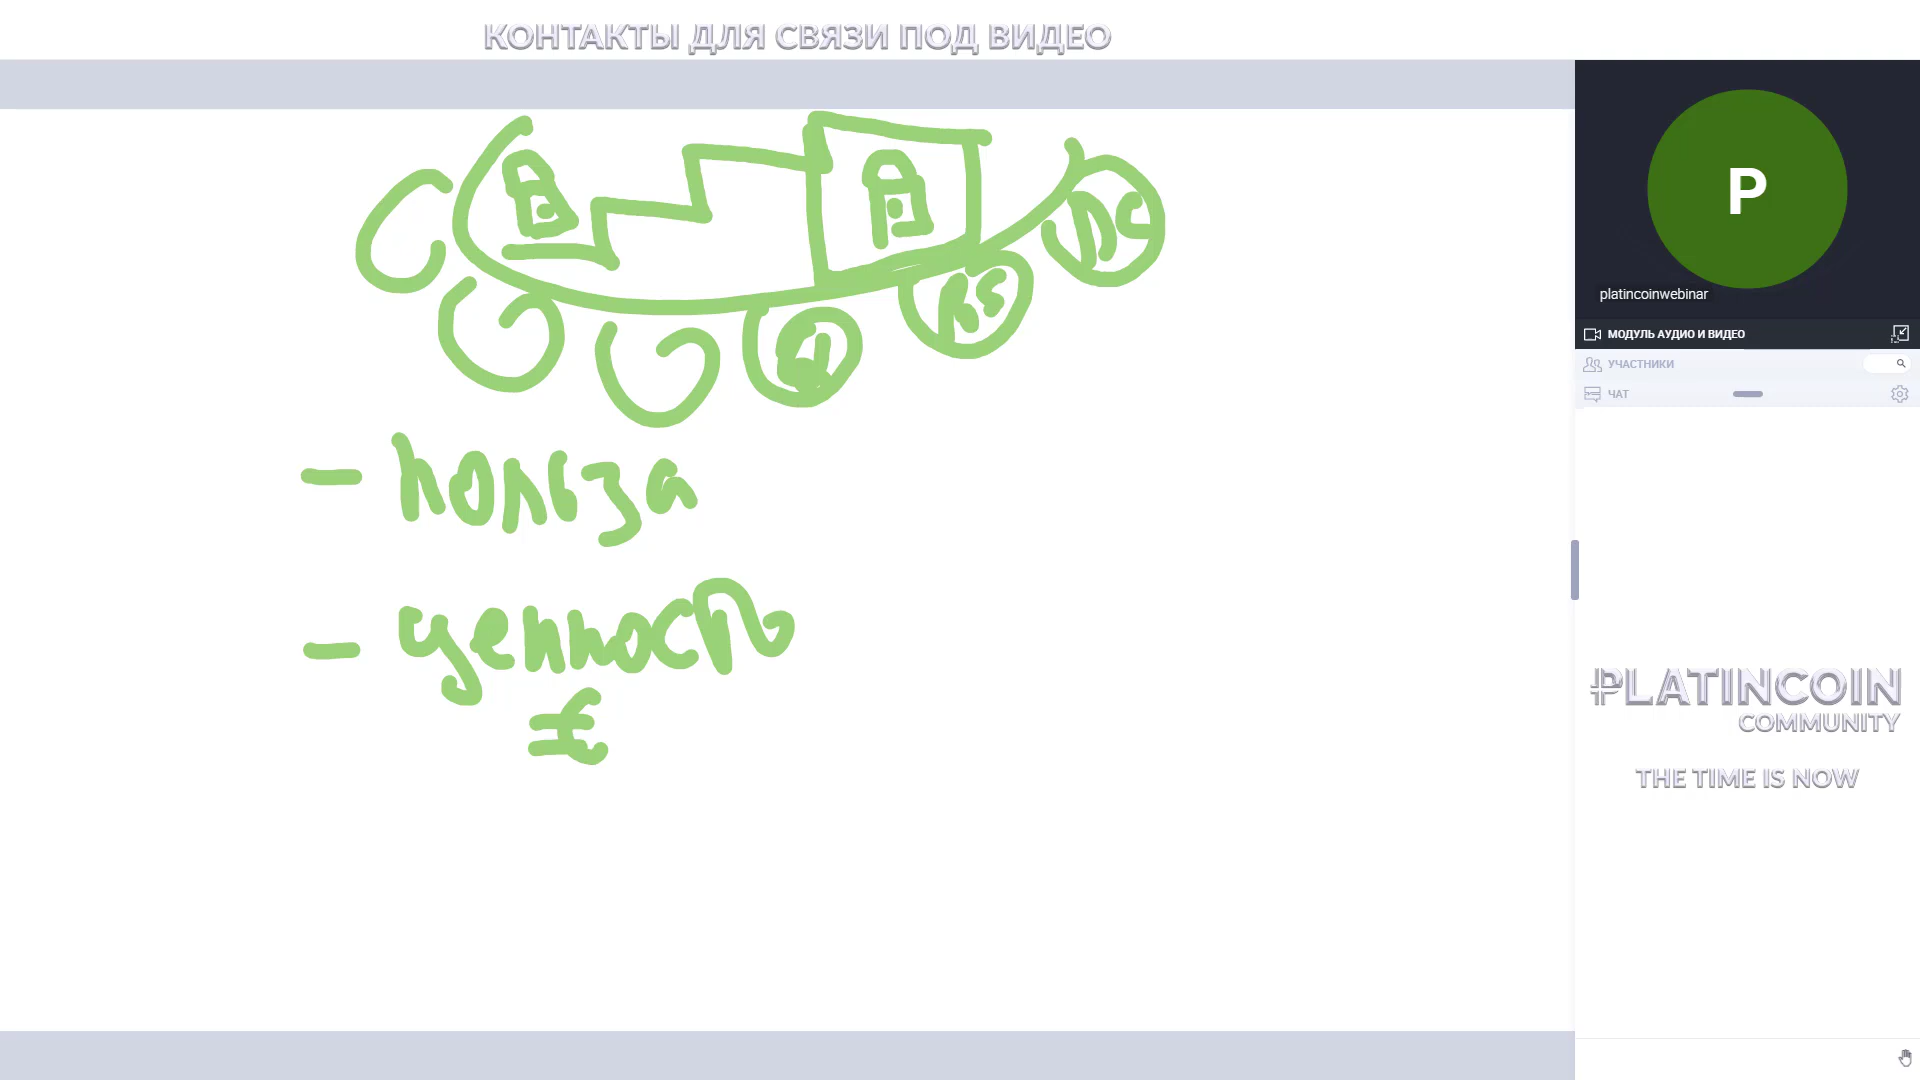 КОНТАКТЫ ДЛЯ СВЯЗИ ПОД ВИДЕО
P
platincoinwebinar
МОДУЛЬ АУДИО И ВИДЕО
УЧАСТНИКИ
ЧАТ
- польза
- ценность
PLATINCOIN
COMMUNITY
THE TIME IS NOW